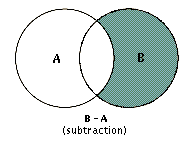 A B
B - A
(subtraction)